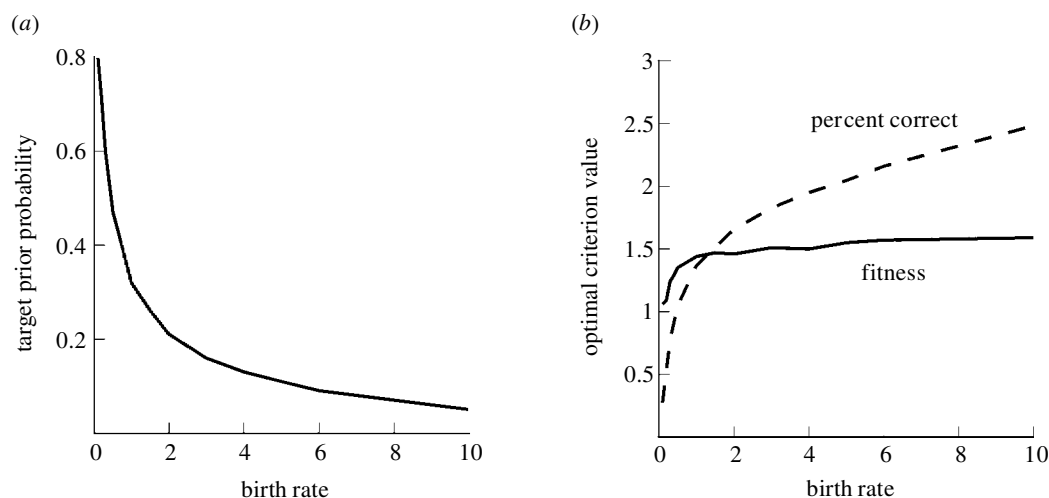 (a)
0.8
0.6
0.4
0.2
0 2 4 6 8 10
birth rate
target prior probability
(b)
3
2.5
2
1.5
1
0.5
0 2 4 6 8 10
birth rate
optimal criterion value
percent correct
fitness